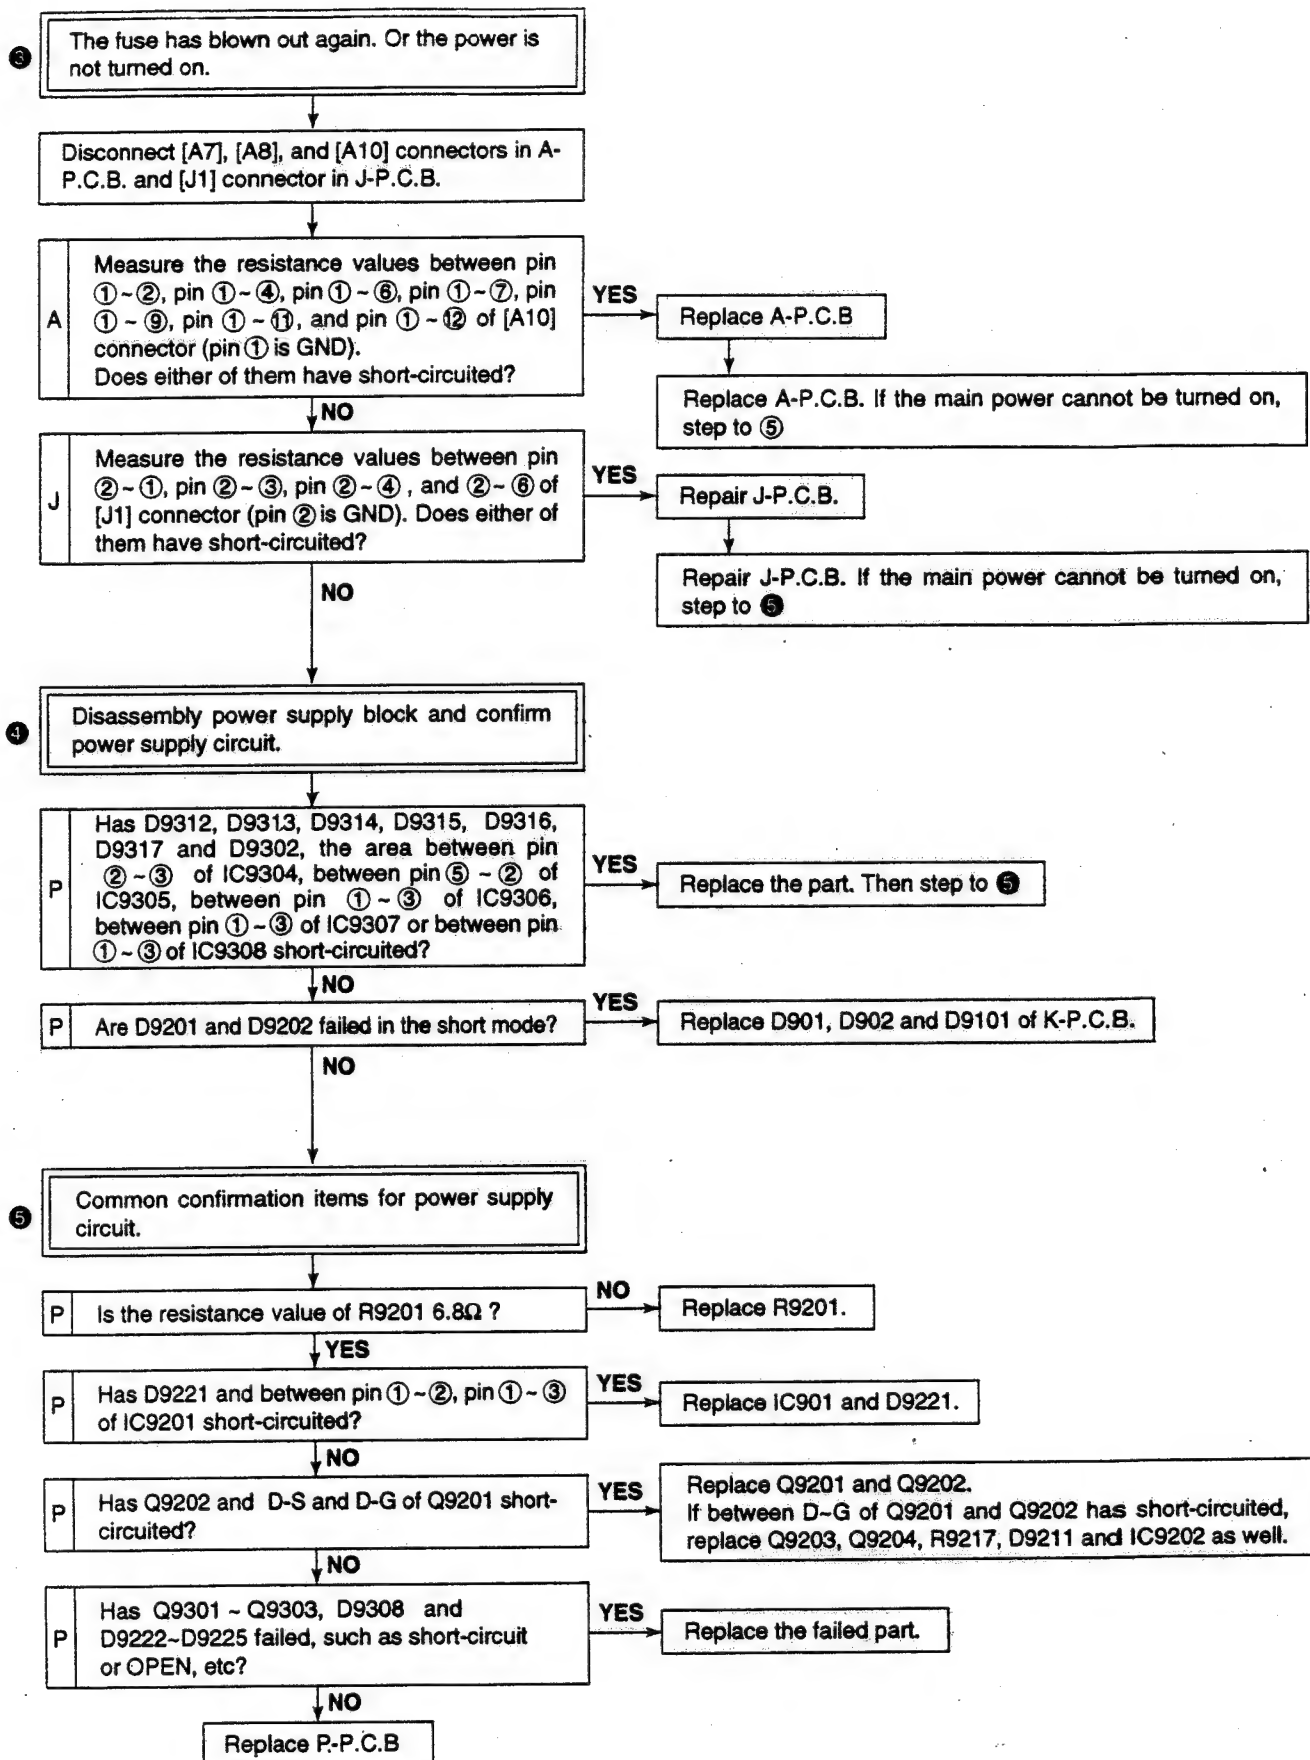 ❸
The fuse has blown out again. Or the power is
not turned on.
Disconnect [A7], [A8], and [A10] connectors in A-
P.C.B. and [J1] connector in J-P.C.B.
A
Measure the resistance values between pin
①~②, pin ①~④, pin ①~⑥, pin ①~⑦, pin
① ~ ⑨, pin ① ~ ⑪, and pin ① ~ ⑫ of [A10]
connector (pin ① is GND).
Does either of them have short-circuited?
YES
Replace A-P.C.B
Replace A-P.C.B. If the main power cannot be turned on,
step to ⑤
NO
J
Measure the resistance values between pin
②~①, pin ②~③, pin ②~④ , and ②~⑥ of
[J1] connector (pin ② is GND). Does either of
them have short-circuited?
YES
Repair J-P.C.B.
Repair J-P.C.B. If the main power cannot be turned on,
step to ❺
NO
❹
Disassembly power supply block and confirm
power supply circuit.
P
Has D9312, D9313, D9314, D9315, D9316,
D9317 and D9302, the area between pin
②~③ of IC9304, between pin ⑤ ~ ② of
IC9305, between pin ①~③ of IC9306,
between pin ①~③ of IC9307 or between pin
①~③ of IC9308 short-circuited?
YES
Replace the part. Then step to ❺
NO
P
Are D9201 and D9202 failed in the short mode?
YES
Replace D901, D902 and D9101 of K-P.C.B.
NO
❺
Common confirmation items for power supply
circuit.
P
Is the resistance value of R9201 6.8Ω ?
NO
Replace R9201.
YES
P
Has D9221 and between pin ①~②, pin ①~③
of IC9201 short-circuited?
YES
Replace IC901 and D9221.
NO
P
Has Q9202 and D-S and D-G of Q9201 short-
circuited?
YES
Replace Q9201 and Q9202.
If between D~G of Q9201 and Q9202 has short-circuited,
replace Q9203, Q9204, R9217, D9211 and IC9202 as well.
NO
P
Has Q9301 ~ Q9303, D9308 and
D9222~D9225 failed, such as short-circuit
or OPEN, etc?
YES
Replace the failed part.
NO
Replace P.-P.C.B